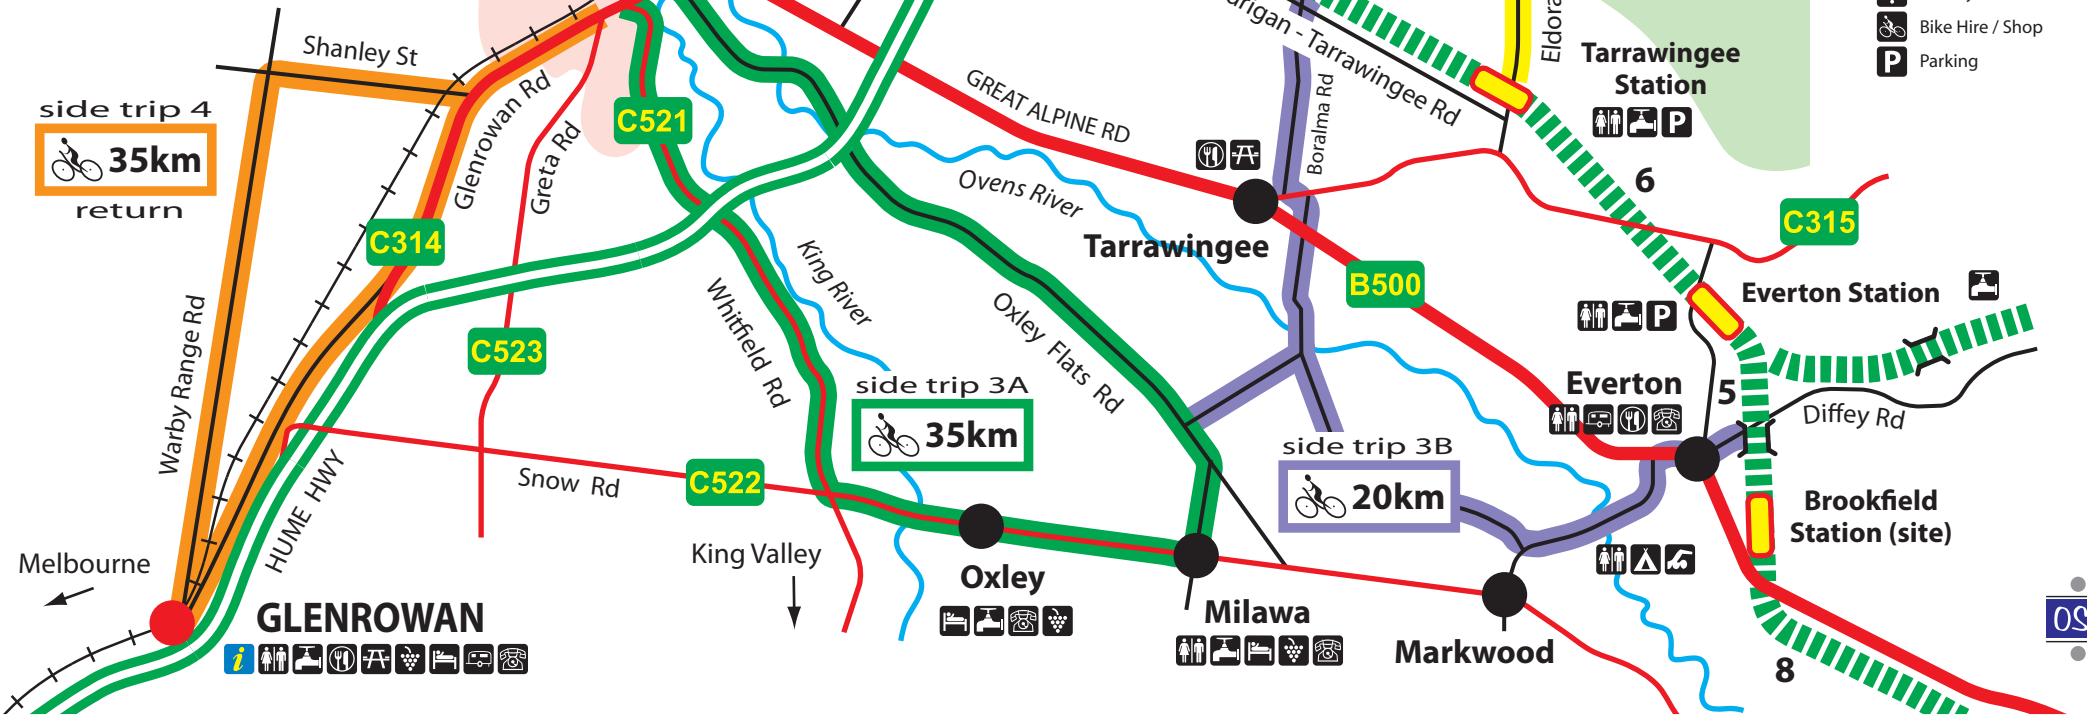 Shanley St
side trip 4
35km
return
Glenrowan Rd
Greta Rd
C521
C314
GREAT ALPINE RD
Boralma Rd
rigan - Tarrawingee Rd
Tarrawingee
Station
P
Bike Hire / Shop
P Parking
6
C315
Ovens River
Tarrawingee
B500
King River
Whitfield Rd
Oxley Flats Rd
Everton Station
P
Warby Range Rd
C523
side trip 3A
35km
Everton
5
Diffey Rd
Snow Rd
C522
side trip 3B
20km
Brookfield
Station (site)
HUME HWY
Melbourne
King Valley
Oxley
GLENROWAN
i
Milawa
Markwood
8